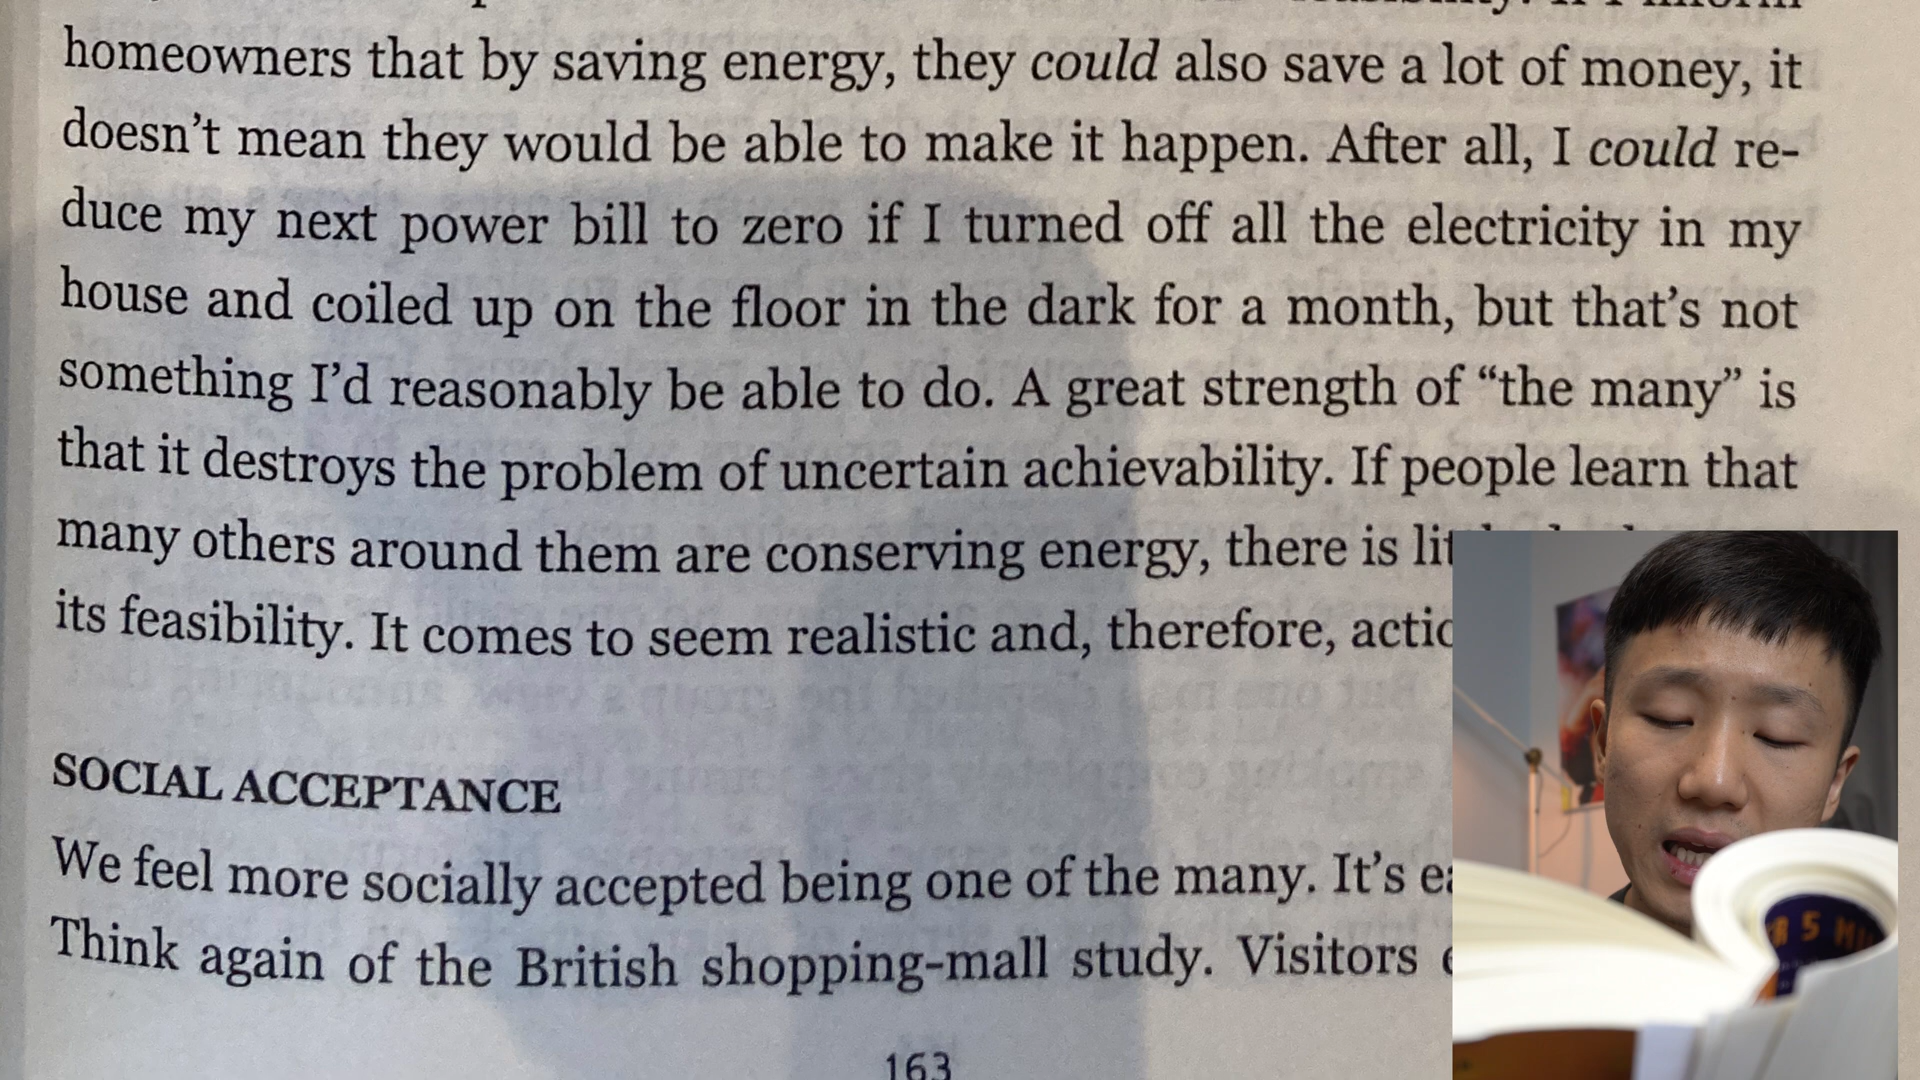 homeowners that by saving energy, they could also save a lot of money, it
doesn't mean they would be able to make it happen. After all, I could re-
duce my next power bill to zero if I turned off all the electricity in my
house and coiled up on the floor in the dark for a month, but that's not
something I'd reasonably be able to do. A great strength of “the many” is
that it destroys the problem of uncertain achievability. If people learn that
many others around them are conserving energy, there is
its feasibility. It comes to seem realistic and, therefore,
SOCIAL ACCEPTANCE
We feel more socially accepted being one of the many. It's
Think again of the British shopping-mall study. Visitors
163